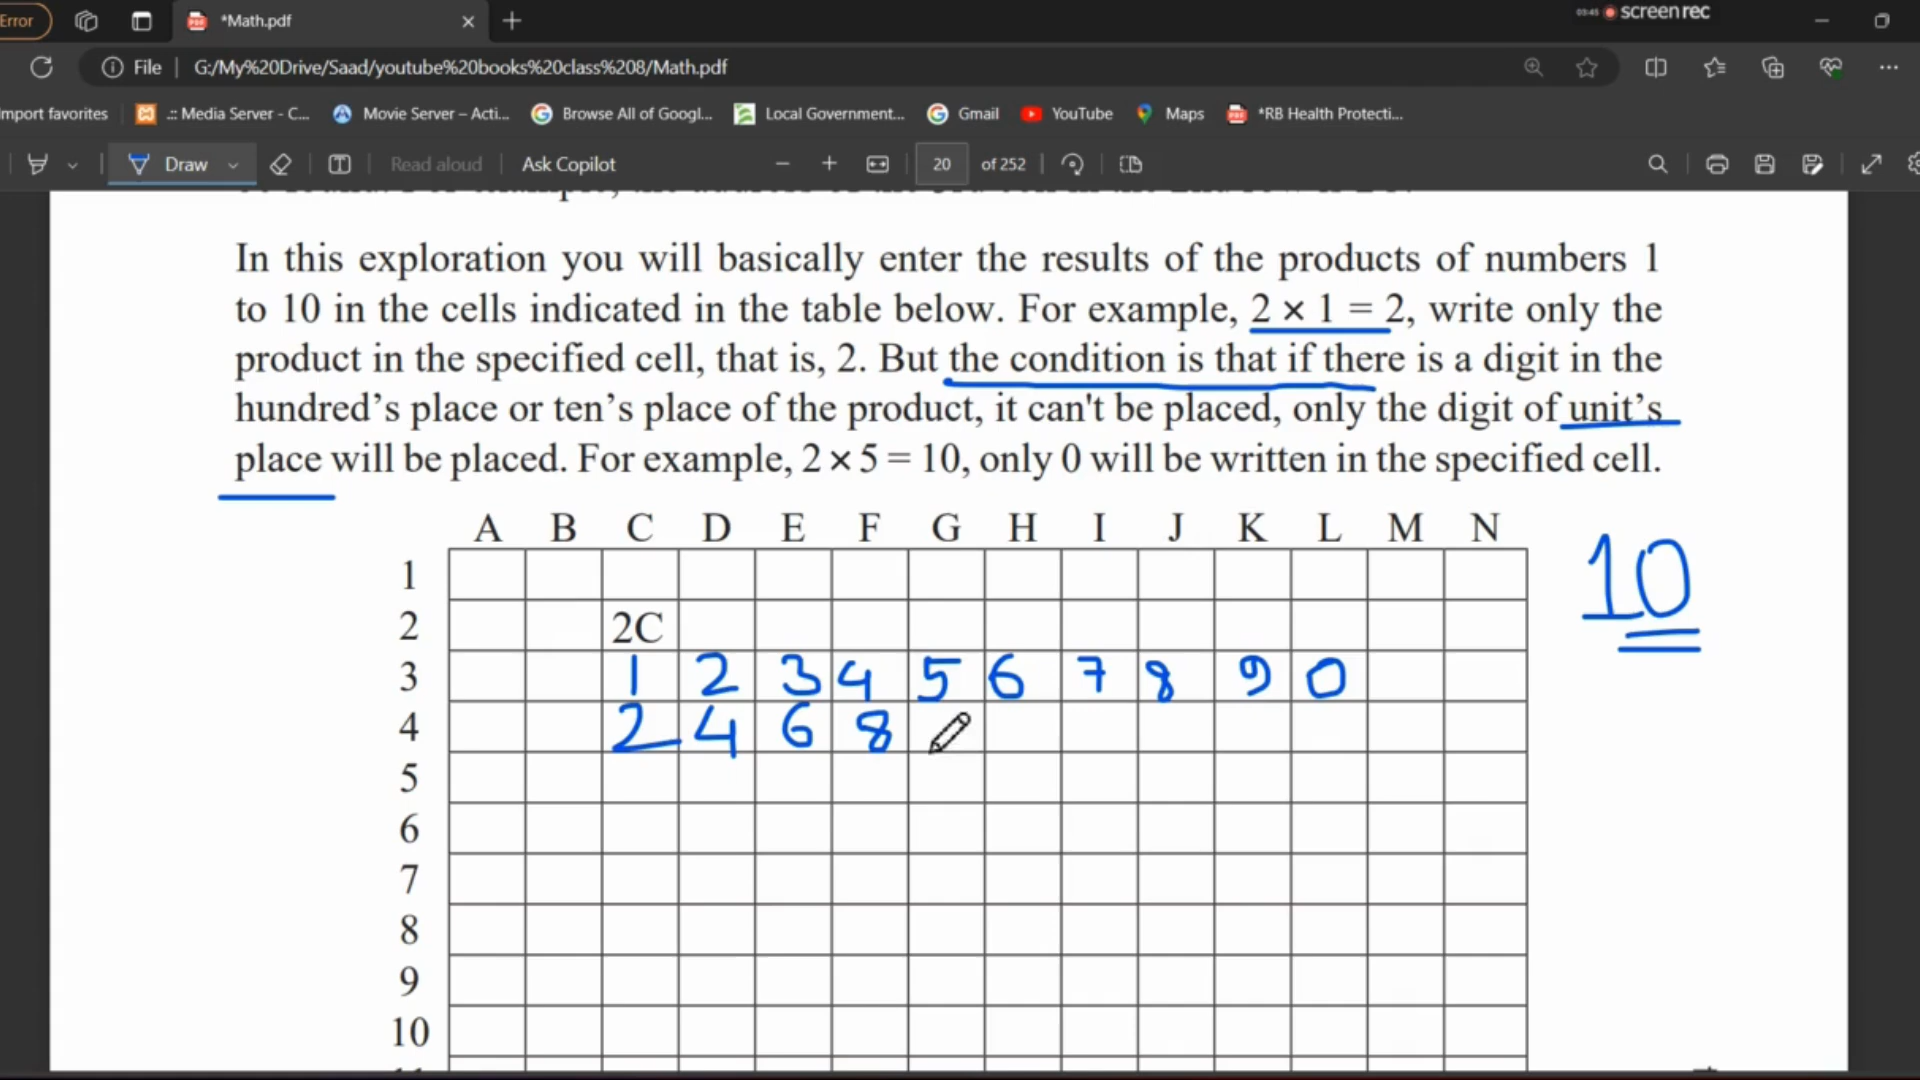 Error
*Math.pdf
03:45 screenrec
File
G:/My%20Drive/Saad/youtube%20books%20class%208/Math.pdf
mport favorites
.:: Media Server - C...
Movie Server – Acti...
Browse All of Googl...
Local Government...
Gmail
YouTube
Maps
*RB Health Protecti...
Draw
Read aloud
Ask Copilot
20
of 252
In this exploration you will basically enter the results of the products of numbers 1
to 10 in the cells indicated in the table below. For example, 2 × 1 = 2, write only the
product in the specified cell, that is, 2. But the condition is that if there is a digit in the
hundred’s place or ten’s place of the product, it can't be placed, only the digit of unit’s
place will be placed. For example, 2 × 5 = 10, only 0 will be written in the specified cell.
A B C D E F G H I J K L M N
10
1
2 2C
3 1 2 3 4 5 6 7 8 9 0
4 2 4 6 8
5
6
7
8
9
10